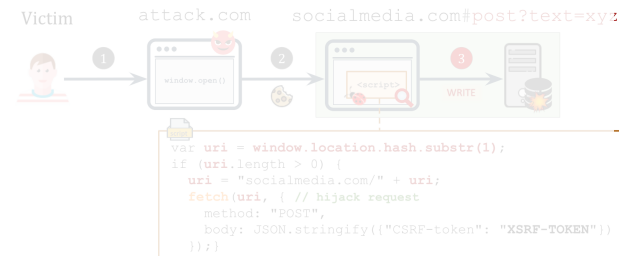 Victim
attack.com
socialmedia.com#post?text=xyz
1
2
3
window.open()
<script>
WRITE
var uri = window.location.hash.substr(1);
if (uri.length > 0) {
uri = "socialmedia.com/" + uri;
fetch(uri, { // hijack request
method: "POST",
body: JSON.stringify({"CSRF-token": "XSRF-TOKEN"})
});}